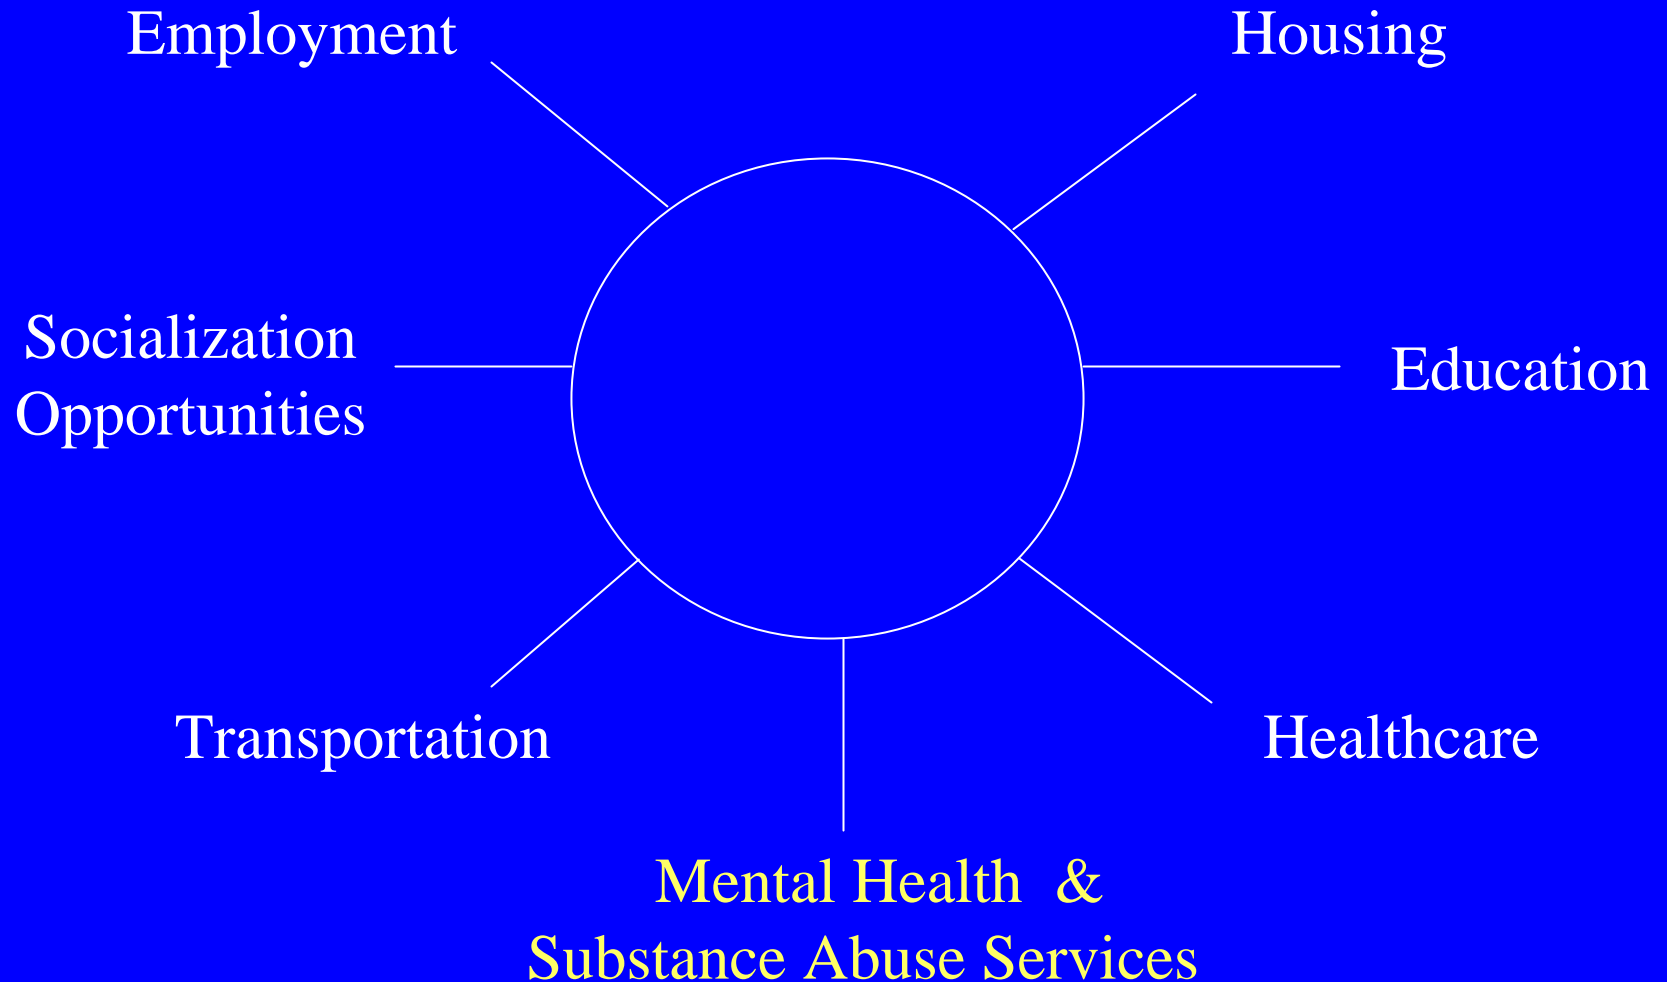 Employment
Housing
Socialization
Opportunities
Education
Transportation
Healthcare
Mental Health  &
Substance Abuse Services